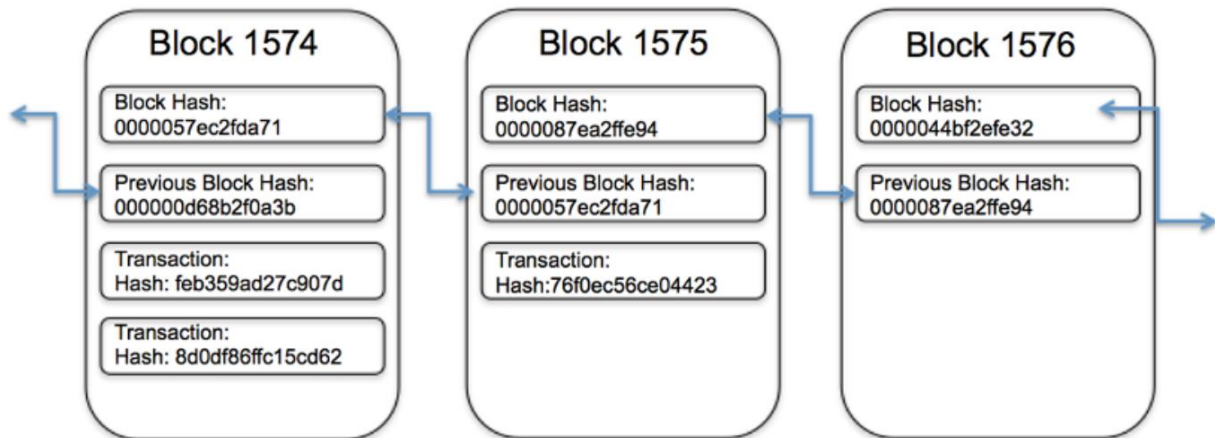 Block 1574
Block Hash:
0000057ec2fda71
Previous Block Hash:
000000d68b2f0a3b
Transaction:
Hash: feb359ad27c907d
Transaction:
Hash: 8d0df86ffc15cd62
Block 1575
Block Hash:
0000087ea2ffe94
Previous Block Hash:
0000057ec2fda71
Transaction:
Hash:76f0ec56ce04423
Block 1576
Block Hash:
0000044bf2efe32
Previous Block Hash:
0000087ea2ffe94